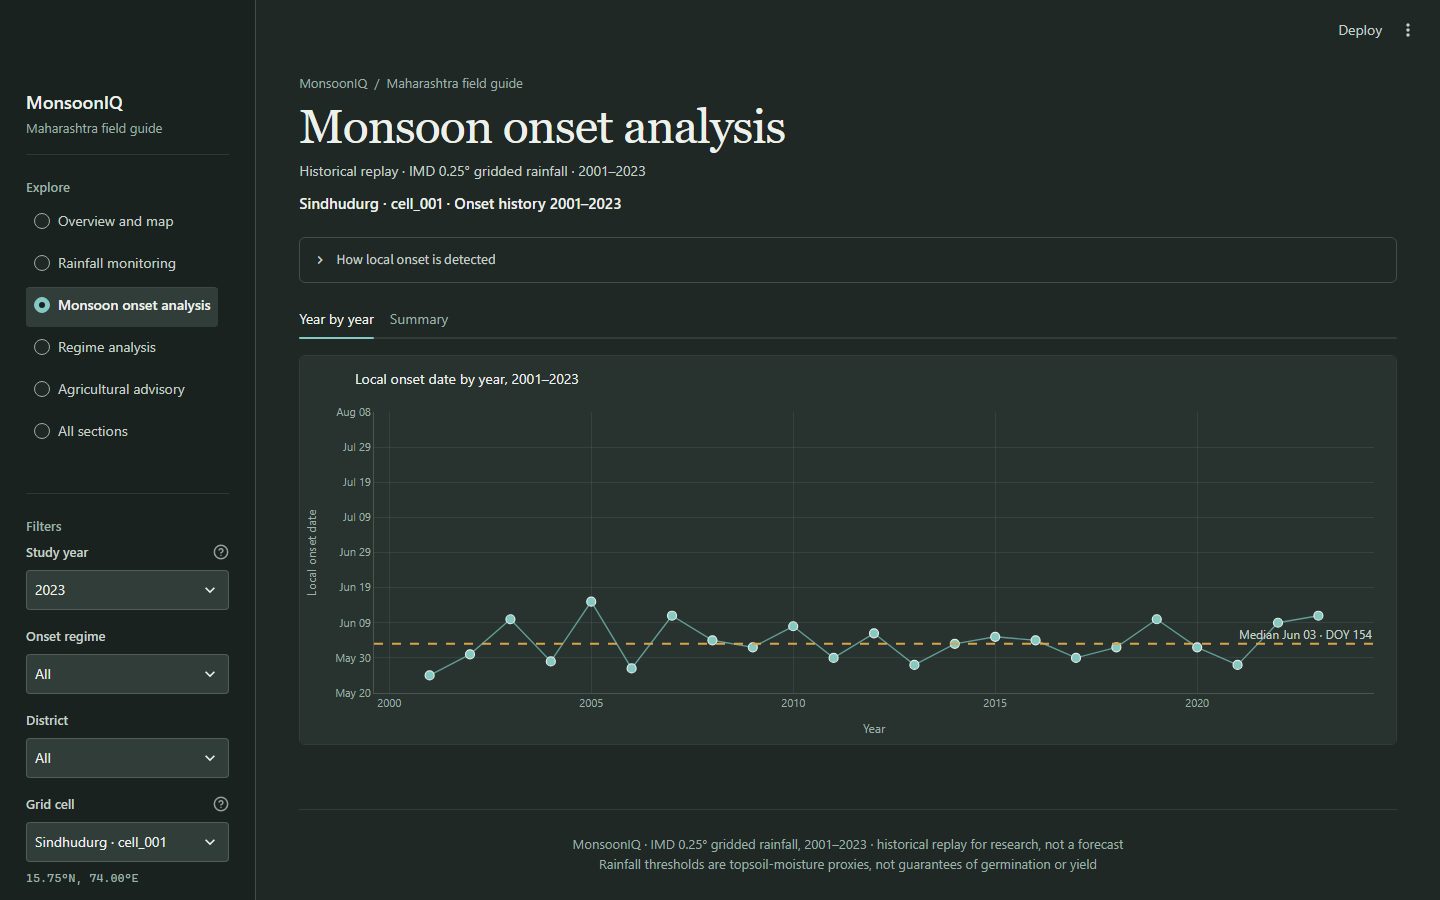 Deploy
MonsoonIQ
Maharashtra field guide
Explore
Overview and map
Rainfall monitoring
Monsoon onset analysis
Regime analysis
Agricultural advisory
All sections
Filters
Study year
2023
Onset regime
All
District
All
Grid cell
Sindhudurg · cell_001
15.75°N, 74.00°E
MonsoonIQ / Maharashtra field guide
Monsoon onset analysis
Historical replay · IMD 0.25° gridded rainfall · 2001–2023
Sindhudurg · cell_001 · Onset history 2001–2023
How local onset is detected
Year by year Summary
Local onset date by year, 2001–2023
Aug 08
Jul 29
Jul 19
Jul 09
Jun 29
Jun 19
Jun 09
May 30
May 20
Local onset date
Median Jun 03 · DOY 154
2000 2005 2010 2015 2020
Year
MonsoonIQ · IMD 0.25° gridded rainfall, 2001–2023 · historical replay for research, not a forecast
Rainfall thresholds are topsoil-moisture proxies, not guarantees of germination or yield